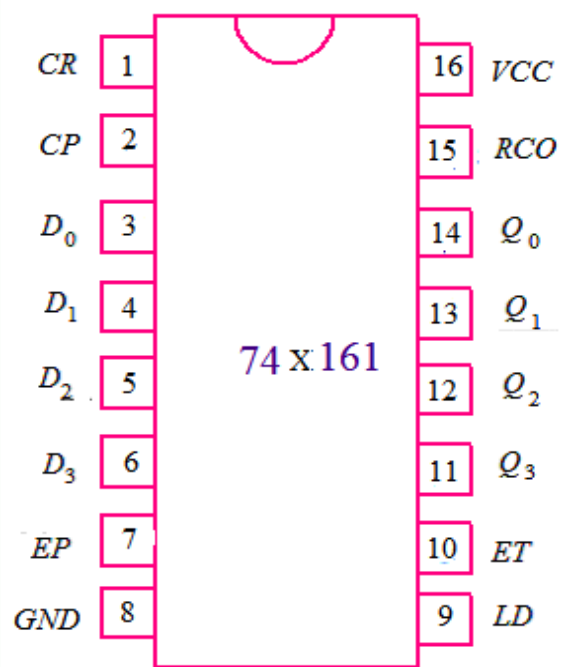 CR 1 16 VCC
CP 2 15 RCO
D0 3 14 Q0
D1 4 13 Q1
74 x 161
D2 5 12 Q2
D3 6 11 Q3
EP 7 10 ET
GND 8 9 LD